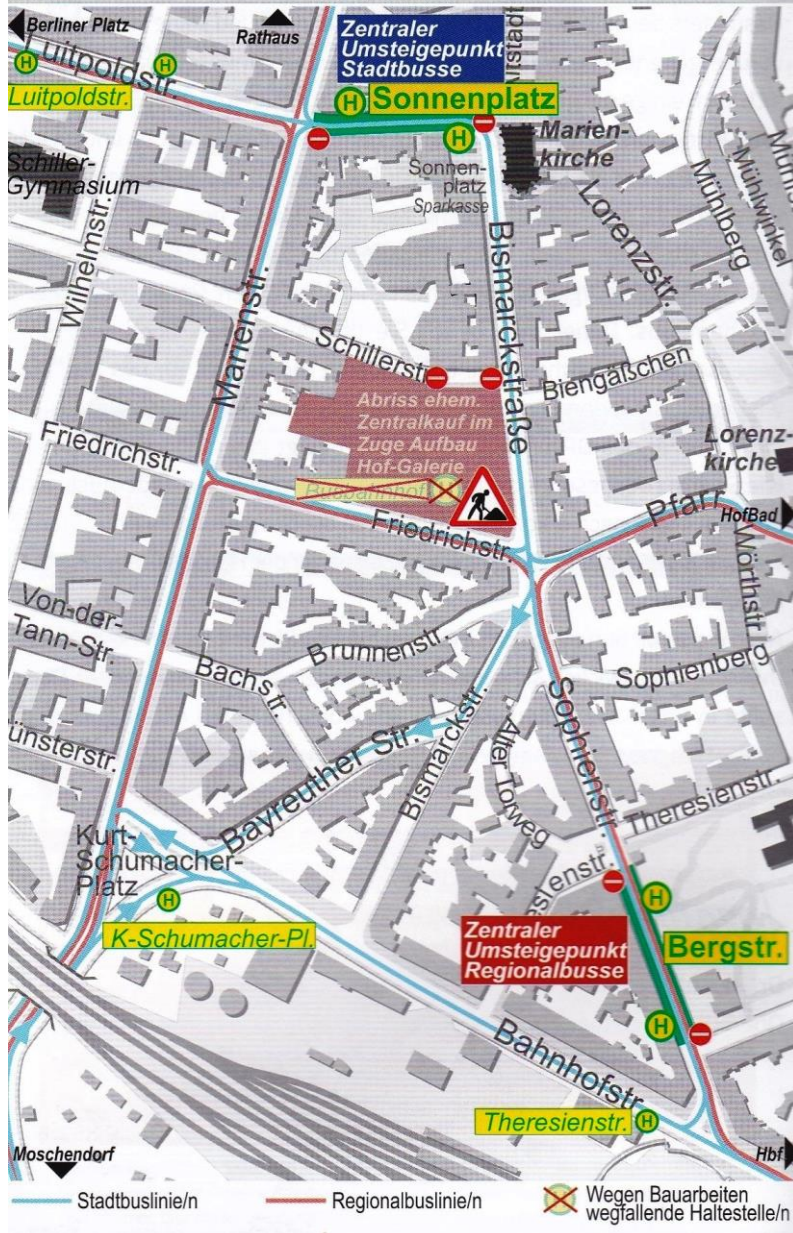 Berliner Platz
Rathaus
Zentraler
Umsteigepunkt
Stadtbusse
Altstadt
Luitpoldstr.
H
H
Luitpoldstr.
H Sonnenplatz
H
Marien-
kirche
Schiller-
Gymnasium
Sonnen-
platz
Sparkasse
Wilhelmstr.
Marienstr.
Bismarckstraße
Lorenzstr.
Mühlberg
Mühlwinkel
Schillerstr.
Biengäßchen
Abriss ehem.
Zentralkauf im
Zuge Aufbau
Hof-Galerie
Busbahnhof
Lorenz-
kirche
Friedrichstr.
Friedrichstr.
Pfarr
HofBad
Wörthstr.
Von-der-
Tann-Str.
Brunnenstr.
Bachstr.
Sophienberg
Sophienstr.
Alter Torweg
Bismarckstr.
Bayreuther Str.
ünsterstr.
Theresienstr.
Kurt-
Schumacher-
Platz
H
K-Schumacher-Pl.
esienstr.
Zentraler
Umsteigepunkt
Regionalbusse
H
Bergstr.
H
Bahnhofstr.
Theresienstr. H
Moschendorf
Hbf
Stadtbuslinie/n
Regionalbuslinie/n
Wegen Bauarbeiten
wegfallende Haltestelle/n